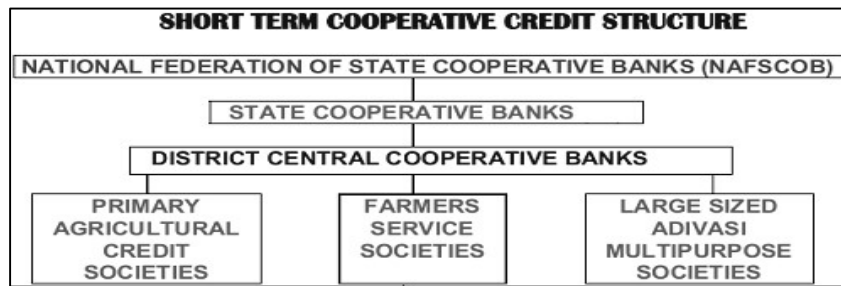 SHORT TERM COOPERATIVE CREDIT STRUCTURE
NATIONAL FEDERATION OF STATE COOPERATIVE BANKS (NAFSCOB)
STATE COOPERATIVE BANKS
DISTRICT CENTRAL COOPERATIVE BANKS
PRIMARY
AGRICULTURAL
CREDIT
SOCIETIES
FARMERS
SERVICE
SOCIETIES
LARGE SIZED
ADIVASI
MULTIPURPOSE
SOCIETIES